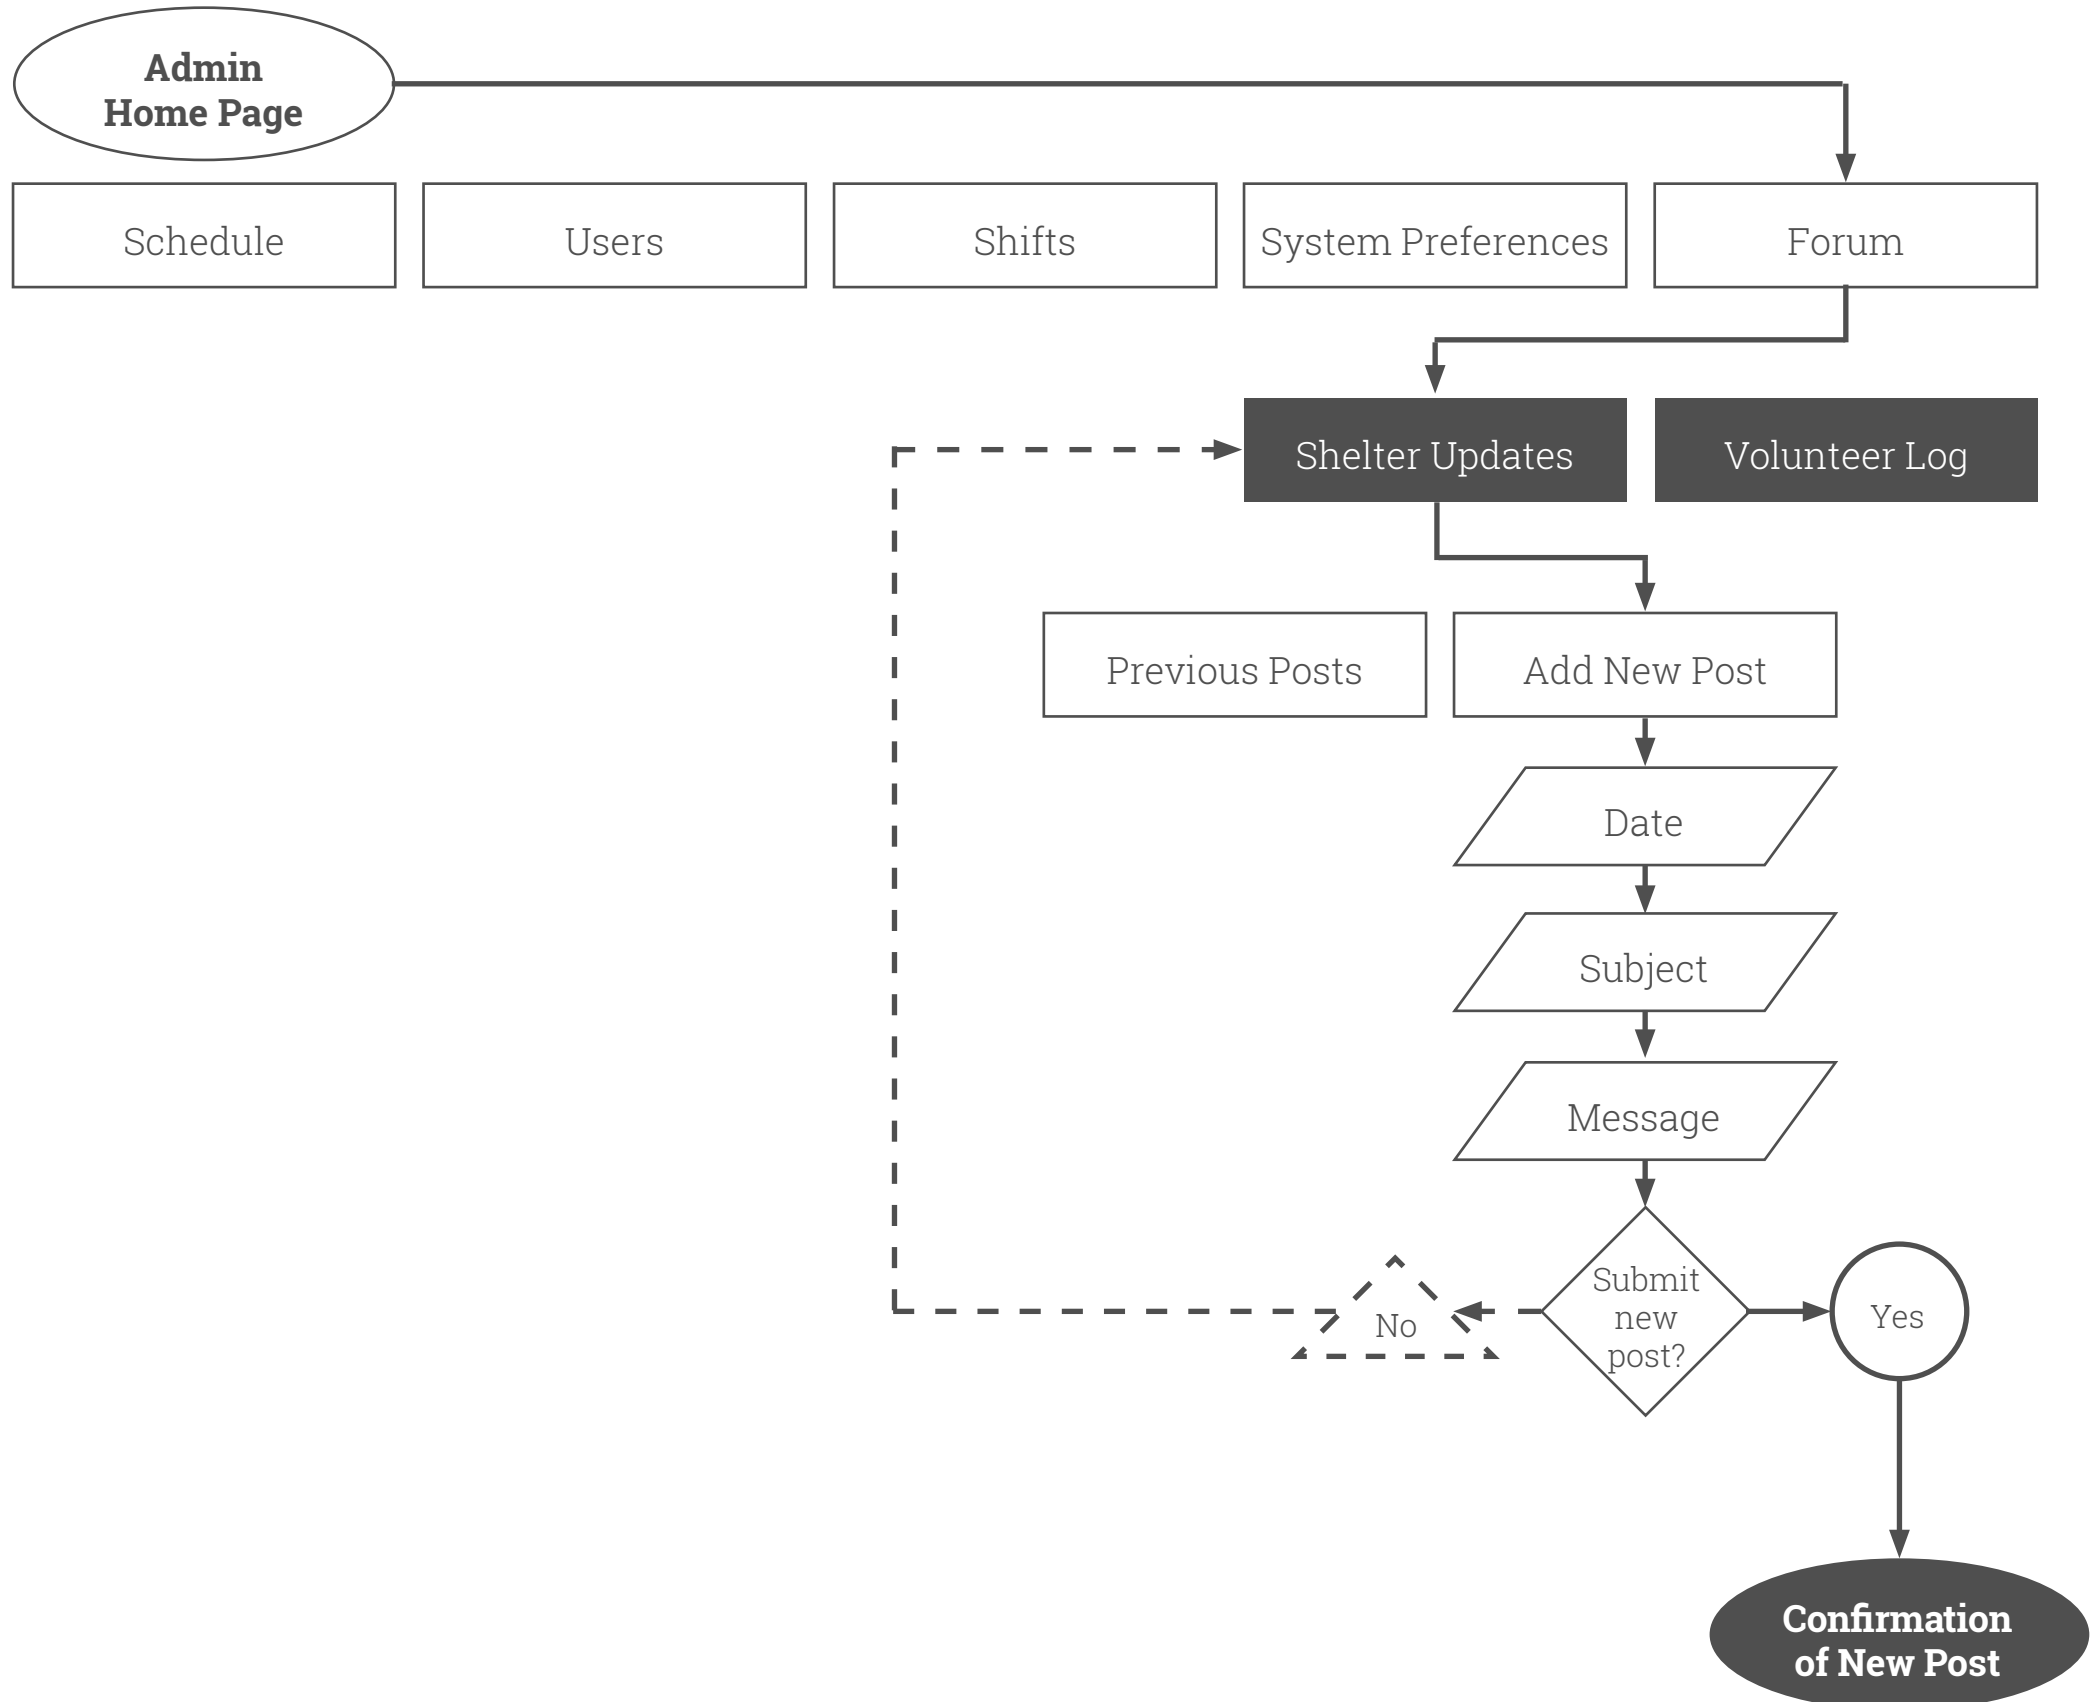 Admin
Home Page
Schedule
Users
Shifts
System Preferences
Forum
Shelter Updates
Volunteer Log
Previous Posts
Add New Post
Date
Subject
Message
Submit
new
post?
No
Yes
Confirmation
of New Post